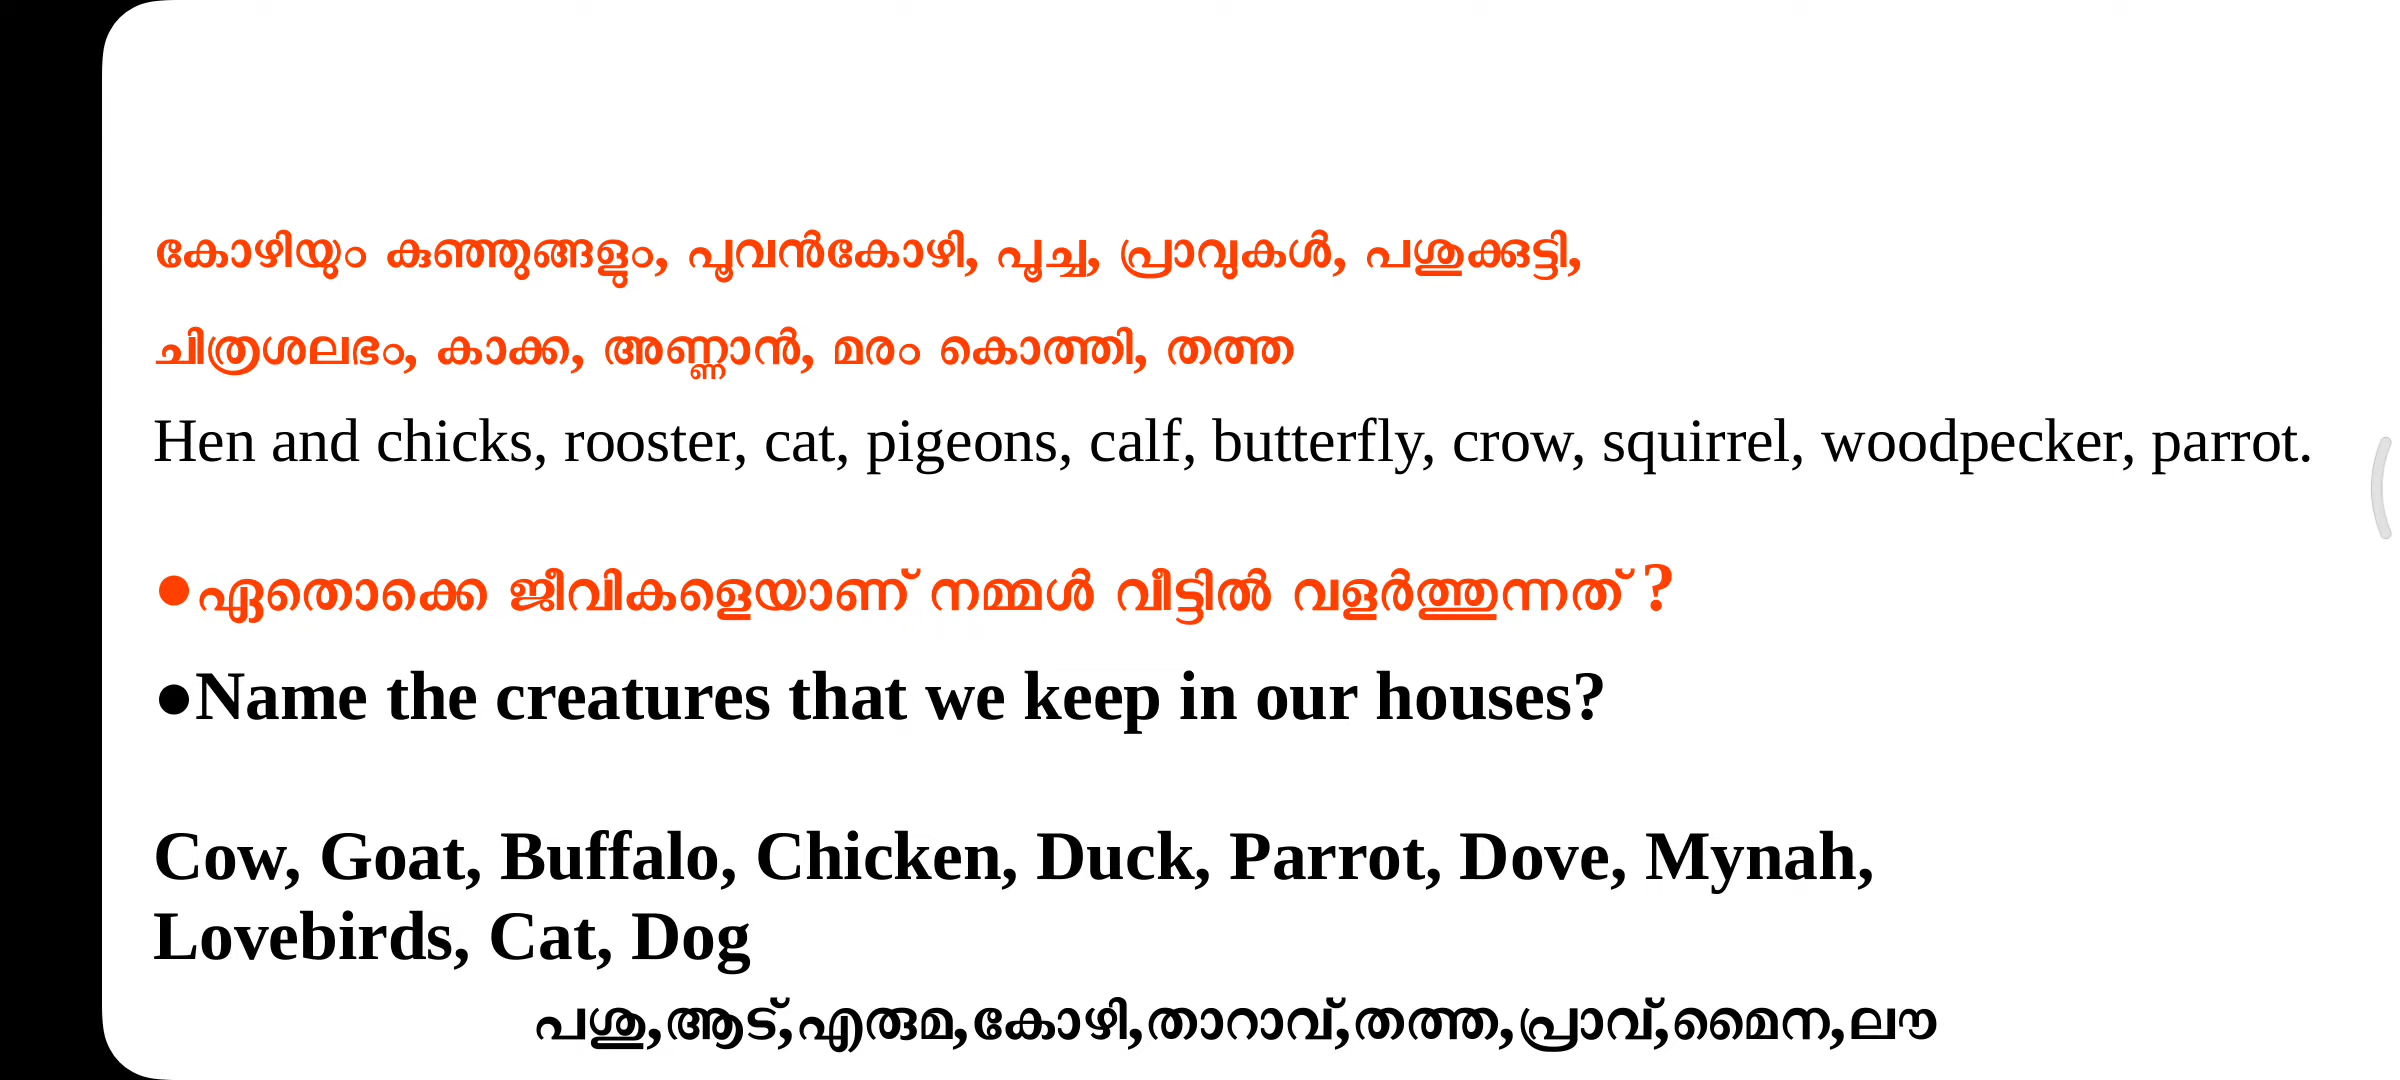 കോഴിയും കുഞ്ഞുങ്ങളും, പൂവൻകോഴി, പൂച്ച, പ്രാവുകൾ, പശുക്കുട്ടി,
ചിത്രശലഭം, കാക്ക, അണ്ണാൻ, മരം കൊത്തി, തത്ത
Hen and chicks, rooster, cat, pigeons, calf, butterfly, crow, squirrel, woodpecker, parrot.
●ഏതൊക്കെ ജീവികളെയാണ് നമ്മൾ വീട്ടിൽ വളർത്തുന്നത് ?
●Name the creatures that we keep in our houses?
Cow, Goat, Buffalo, Chicken, Duck, Parrot, Dove, Mynah,
Lovebirds, Cat, Dog
പശു,ആട്,എരുമ,കോഴി,താറാവ്,തത്ത,പ്രാവ്,മൈന,ലൗ